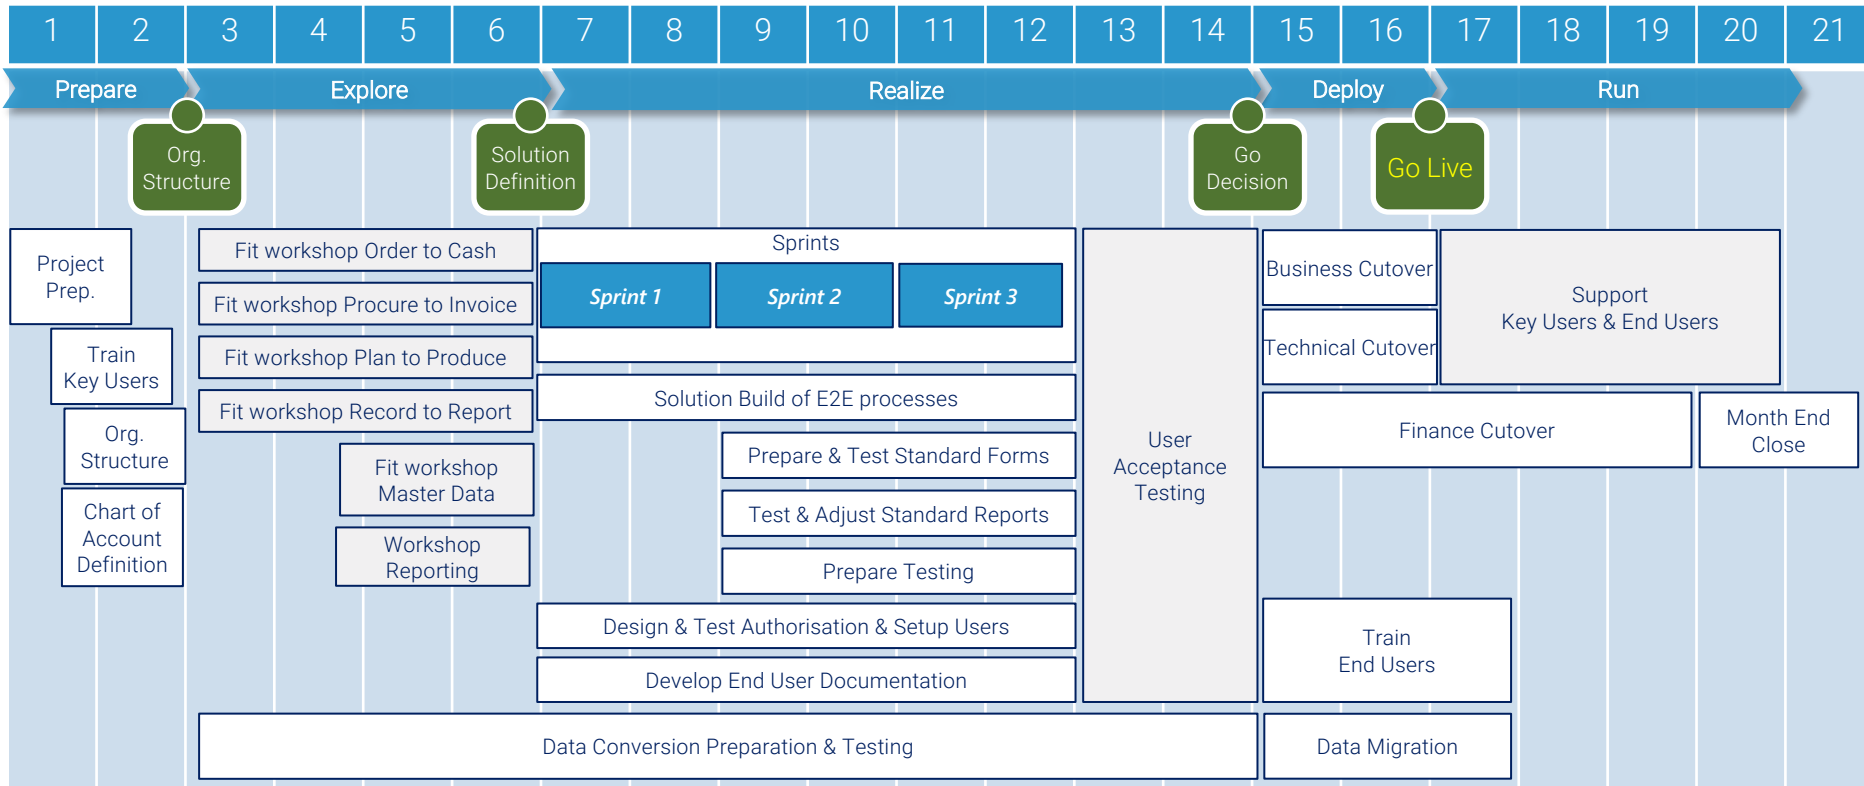 1 2 3 4 5 6 7 8 9 10 11 12 13 14 15 16 17 18 19 20 21
Prepare Explore Realize Deploy Run
Org.
Structure
Solution
Definition
Go
Decision
Go Live
Project
Prep.
Train
Key Users
Org.
Structure
Chart of
Account
Definition
Fit workshop Order to Cash
Fit workshop Procure to Invoice
Fit workshop Plan to Produce
Fit workshop Record to Report
Fit workshop
Master Data
Workshop
Reporting
Sprints
Sprint 1
Sprint 2
Sprint 3
Solution Build of E2E processes
Prepare & Test Standard Forms
Test & Adjust Standard Reports
Prepare Testing
Design & Test Authorisation & Setup Users
Develop End User Documentation
Data Conversion Preparation & Testing
User
Acceptance
Testing
Business Cutover
Technical Cutover
Support
Key Users & End Users
Finance Cutover
Month End
Close
Train
End Users
Data Migration